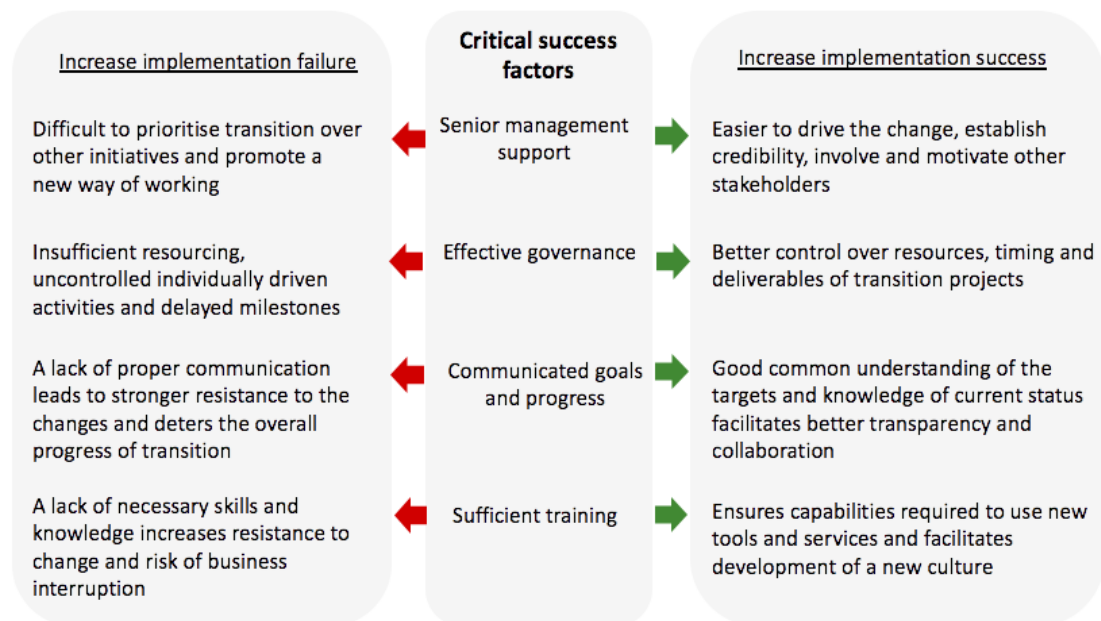 Increase implementation failure
Difficult to prioritise transition over
other initiatives and promote a
new way of working
Insufficient resourcing,
uncontrolled individually driven
activities and delayed milestones
A lack of proper communication
leads to stronger resistance to the
changes and deters the overall
progress of transition
A lack of necessary skills and
knowledge increases resistance to
change and risk of business
interruption
Critical success
factors
Senior management
support
Effective governance
Communicated goals
and progress
Sufficient training
Increase implementation success
Easier to drive the change, establish
credibility, involve and motivate other
stakeholders
Better control over resources, timing and
deliverables of transition projects
Good common understanding of the
targets and knowledge of current status
facilitates better transparency and
collaboration
Ensures capabilities required to use new
tools and services and facilitates
development of a new culture